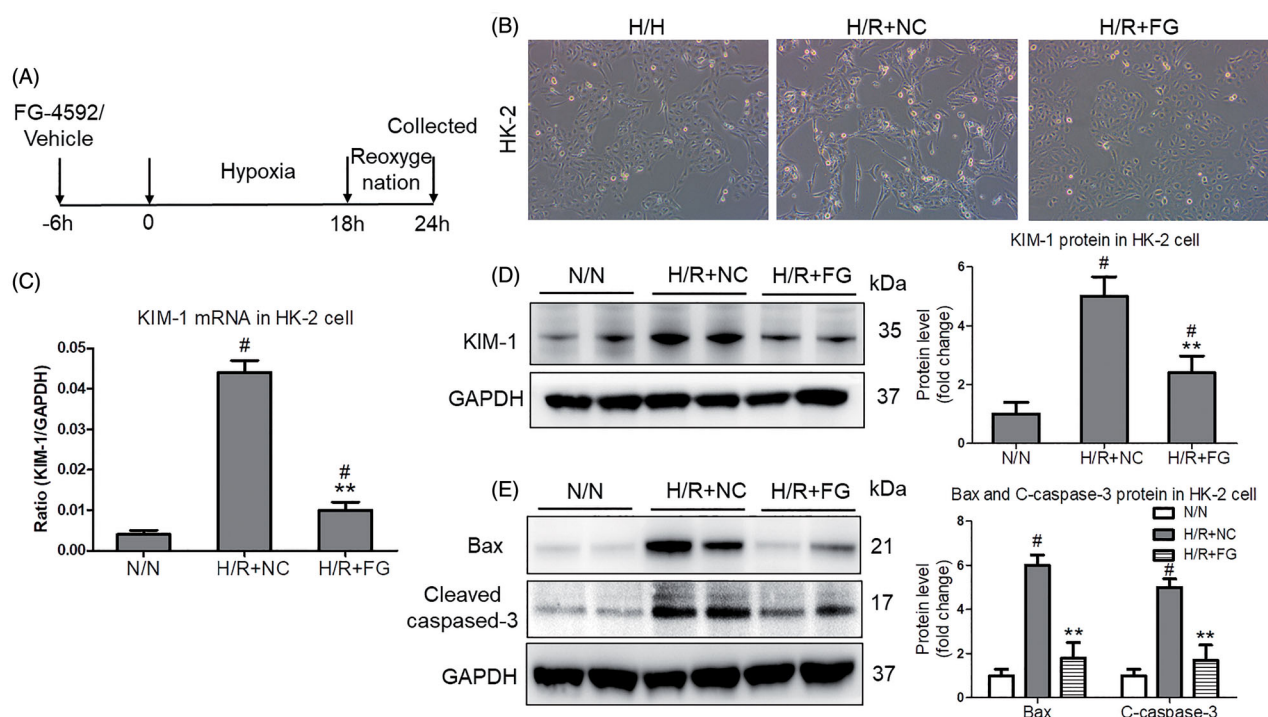 (A)
FG-4592/
Vehicle
Collected
Hypoxia
Reoxyge
nation
-6h
0
18h
24h
(B)
H/H
H/R+NC
H/R+FG
HK-2
(C)
KIM-1 mRNA in HK-2 cell
Ratio (KIM-1/GAPDH)
0.05
0.04
0.03
0.02
0.01
0.00
#
#
**
N/N
H/R+NC
H/R+FG
(D)
N/N
H/R+NC
H/R+FG
kDa
KIM-1
35
GAPDH
37
KIM-1 protein in HK-2 cell
Protein level
(fold change)
6
4
2
0
#
#
**
N/N
H/R+NC
H/R+FG
(E)
N/N
H/R+NC
H/R+FG
kDa
Bax
21
Cleaved
caspased-3
17
GAPDH
37
Bax and C-caspase-3 protein in HK-2 cell
N/N
H/R+NC
H/R+FG
Protein level
(fold change)
8
6
4
2
0
#
**
#
**
Bax
C-caspase-3